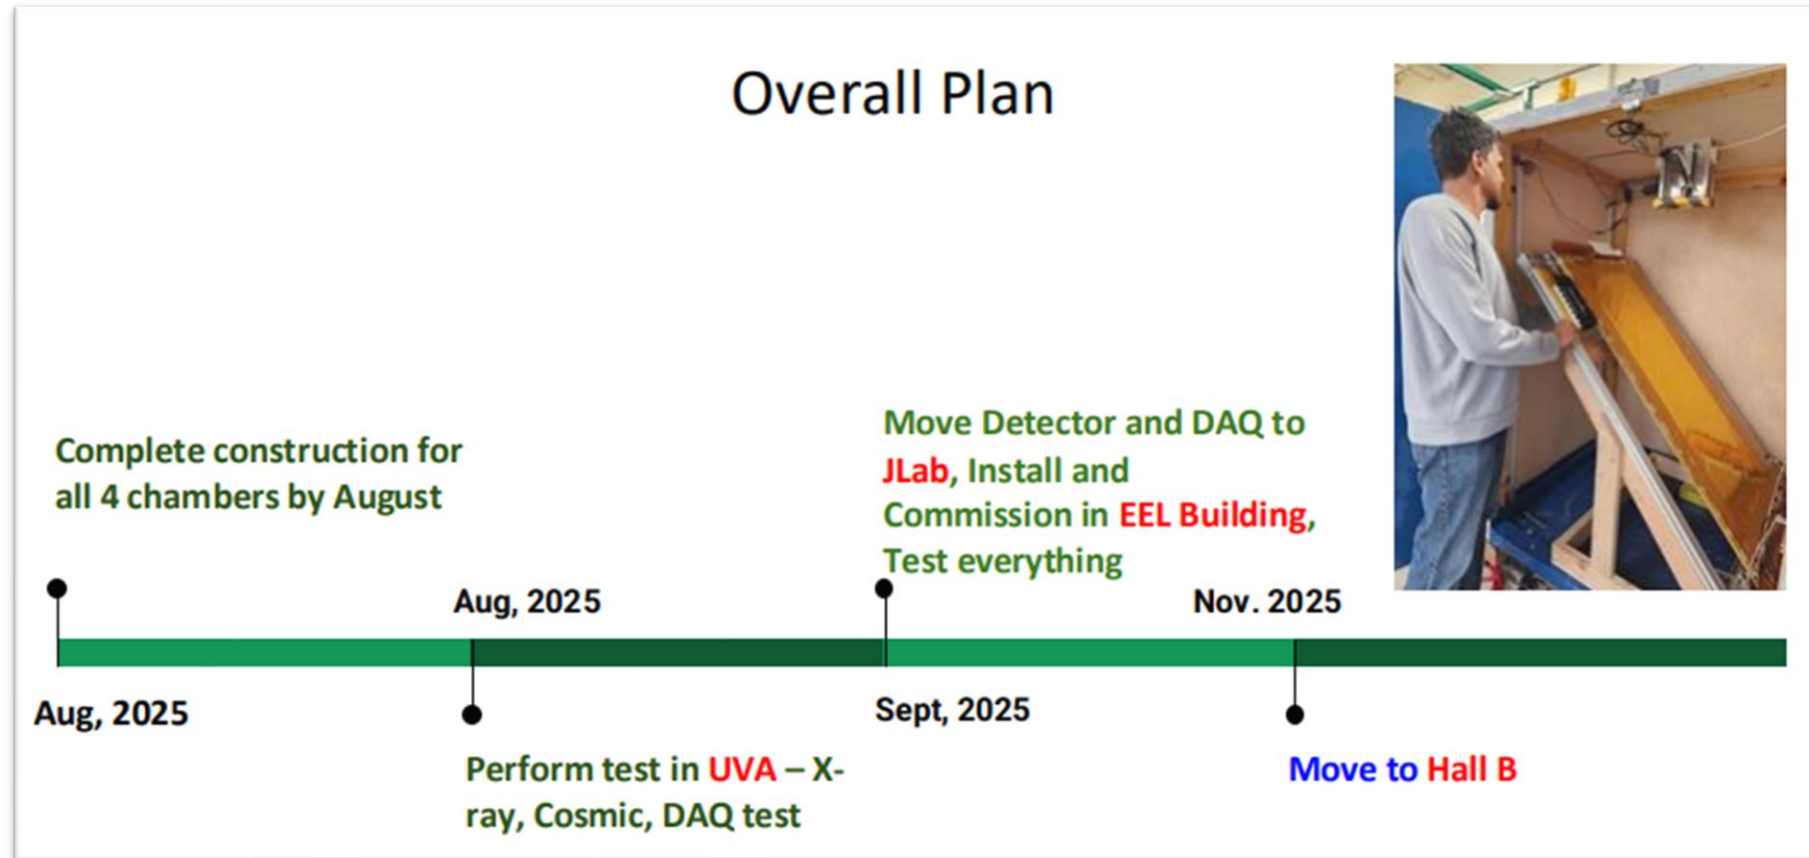 Overall Plan
Complete construction for
all 4 chambers by August
Move Detector and DAQ to
JLab, Install and
Commission in EEL Building,
Test everything
Aug, 2025
Nov. 2025
Aug, 2025
Sept, 2025
Perform test in UVA – X-
ray, Cosmic, DAQ test
Move to Hall B